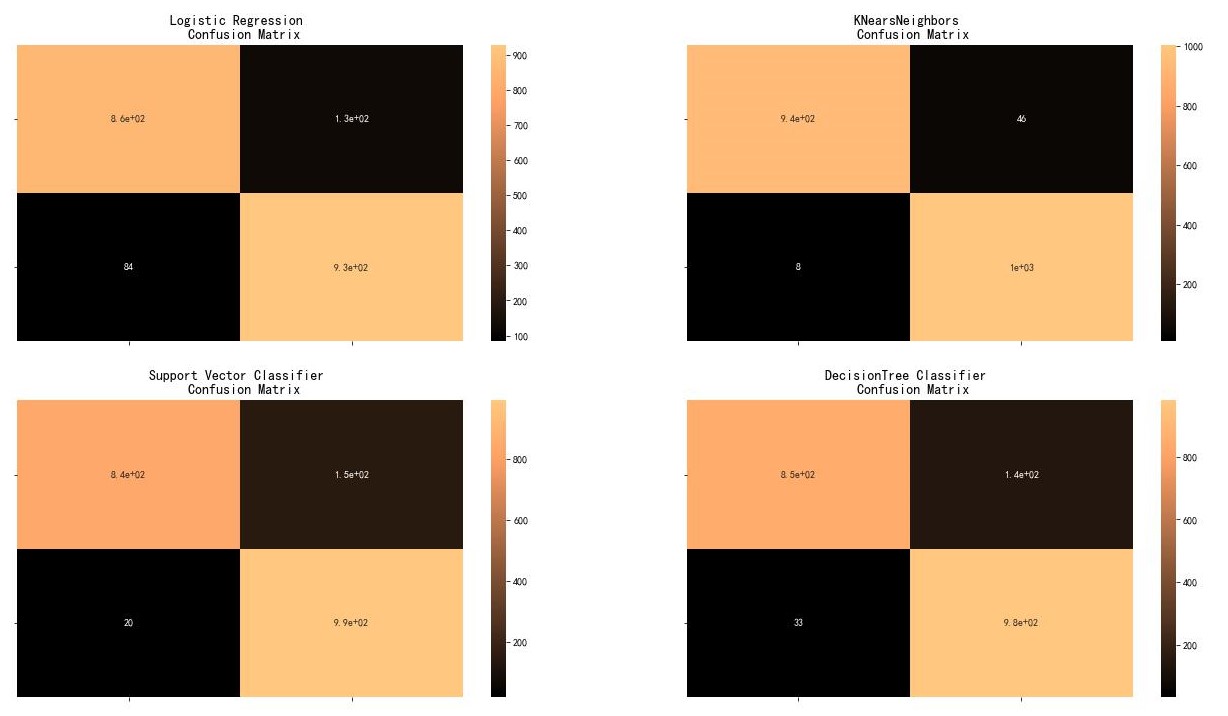 Logistic Regression
Confusion Matrix
8.6e+02
1.3e+02
84
9.3e+02
900
800
700
600
500
400
300
200
100
KNearsNeighbors
Confusion Matrix
9.4e+02
46
8
1e+03
1000
800
600
400
200
Support Vector Classifier
Confusion Matrix
8.4e+02
1.5e+02
20
9.9e+02
800
600
400
200
DecisionTree Classifier
Confusion Matrix
8.5e+02
1.4e+02
33
9.8e+02
800
600
400
200